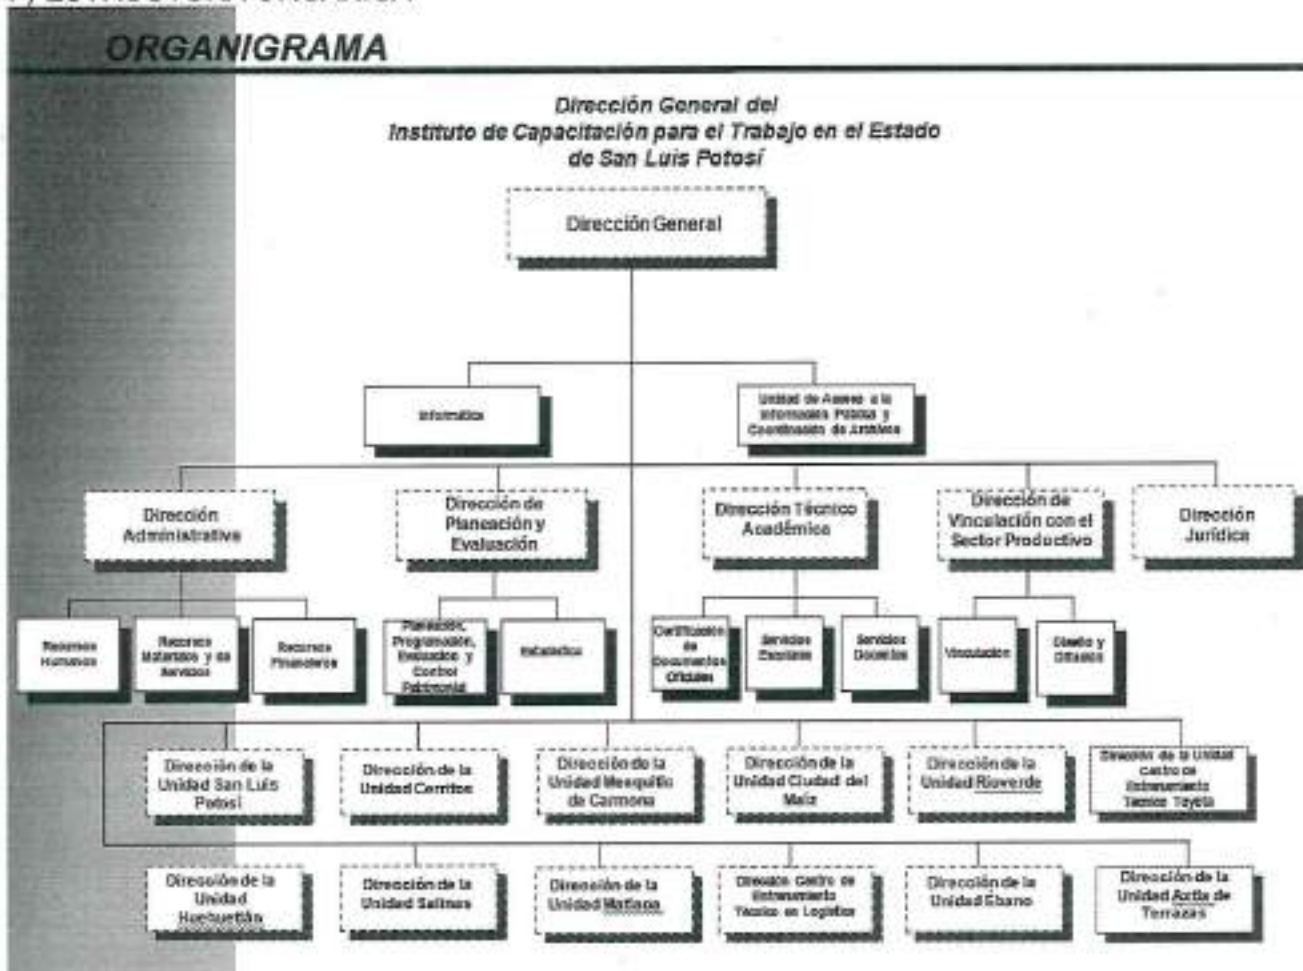 ORGANIGRAMA
Dirección General del
Instituto de Capacitación para el Trabajo en el Estado
de San Luis Potosí
Dirección General
Informática
Unidad de Acceso a la
Información Pública y
Coordinación de Archivos
Dirección
Administrativa
Dirección de
Planeación y
Evaluación
Dirección Técnico
Académica
Dirección de
Vinculación con el
Sector Productivo
Dirección
Jurídica
Recursos
Humanos
Recursos
Materiales y de
Servicios
Recursos
Financieros
Planeación,
Programación,
Evaluación y
Control
Patrimonial
Estadística
Certificación
de
Documentos
Oficiales
Servicios
Escolares
Servicios
Docentes
Vinculación
Diseño y
Difusión
Dirección de la
Unidad San Luis
Potosí
Dirección de la
Unidad Cerritos
Dirección de la
Unidad Mexquitic
de Carmona
Dirección de la
Unidad Ciudad del
Maíz
Dirección de la
Unidad Rioverde
Dirección de la Unidad
Centro de
Entrenamiento
Técnico Toyota
Dirección de la
Unidad
Huehuetlán
Dirección de la
Unidad Salinas
Dirección de la
Unidad Matlapa
Dirección Centro de
Entrenamiento
Técnico en Logística
Dirección de la
Unidad Ébano
Dirección de la
Unidad Axtla de
Terrazas